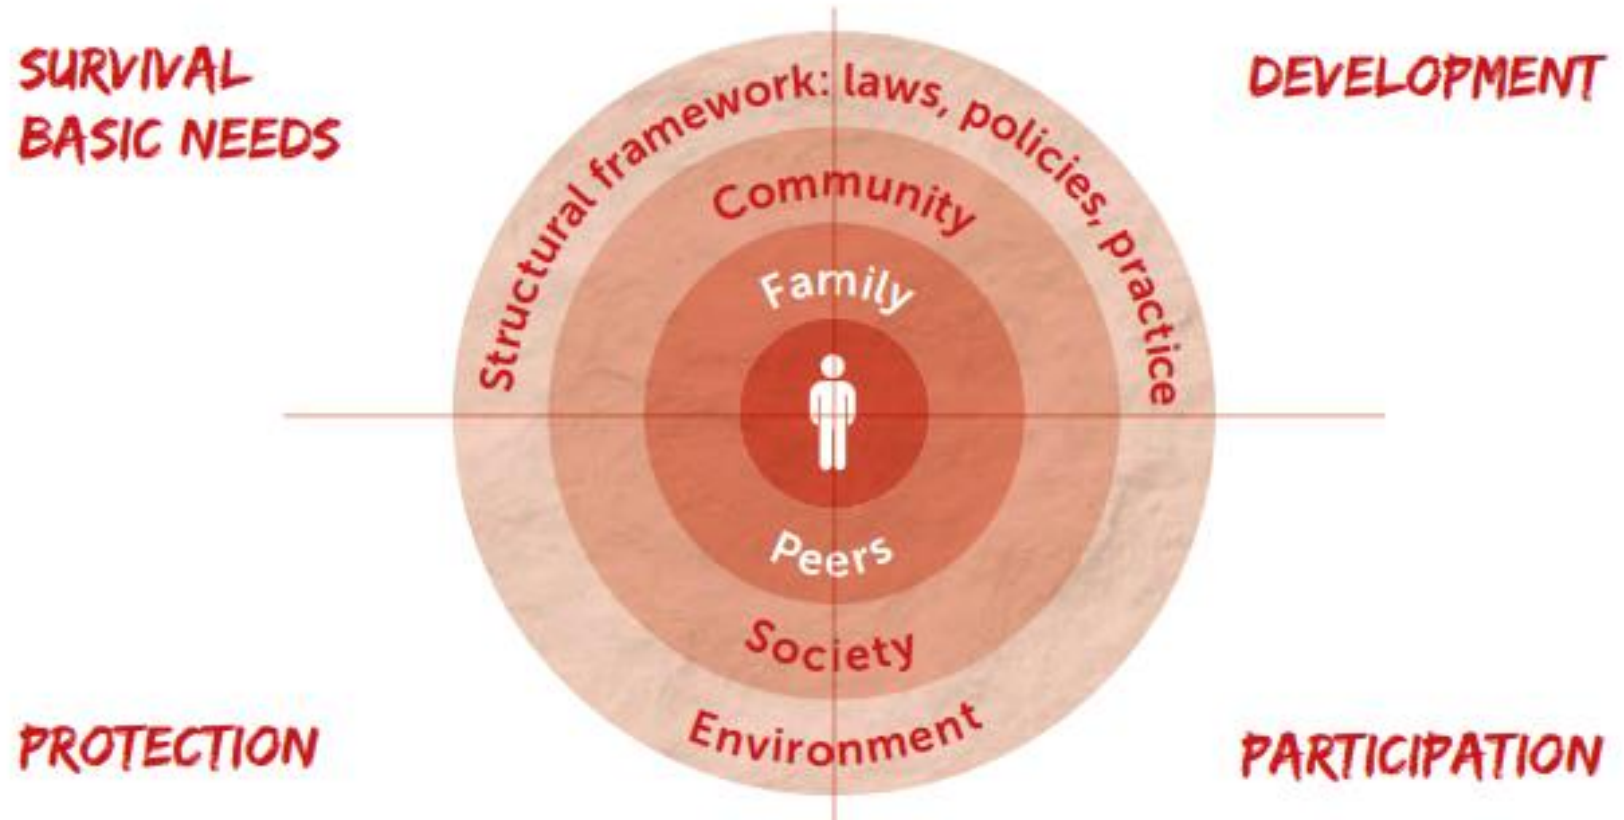 SURVIVAL
BASIC NEEDS
DEVELOPMENT
Structural framework: laws, policies, practice
Community
Family
Peers
Society
Environment
PROTECTION
PARTICIPATION